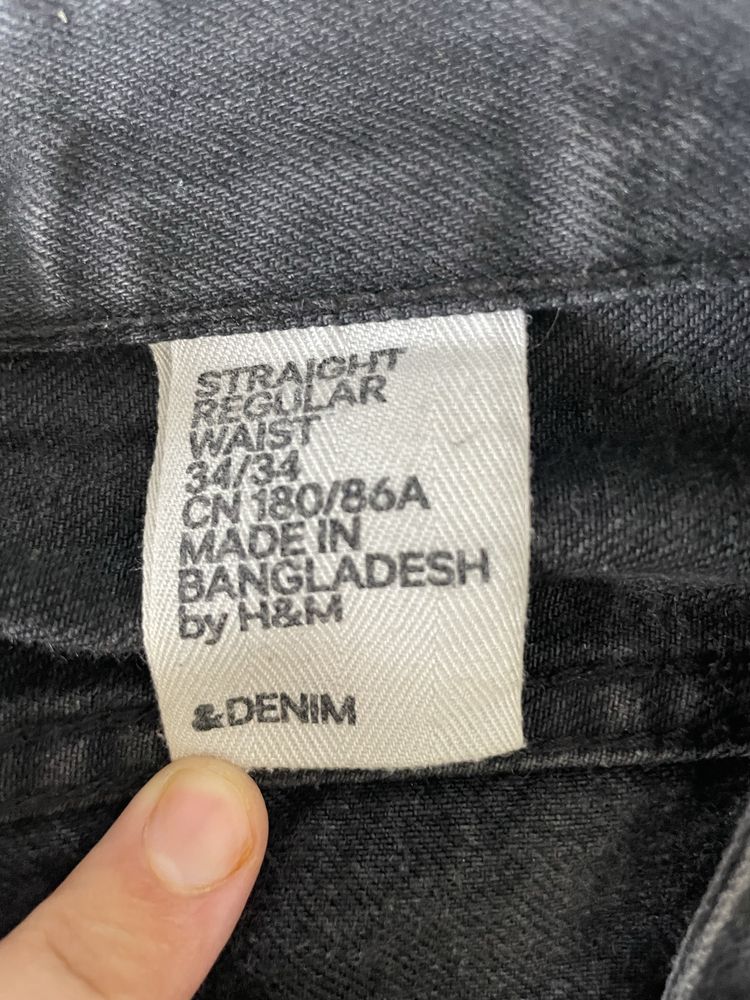 STRAIGHT
REGULAR
WAIST
34/34
CN 180/86A
MADE IN
BANGLADESH
by H&M
&DENIM